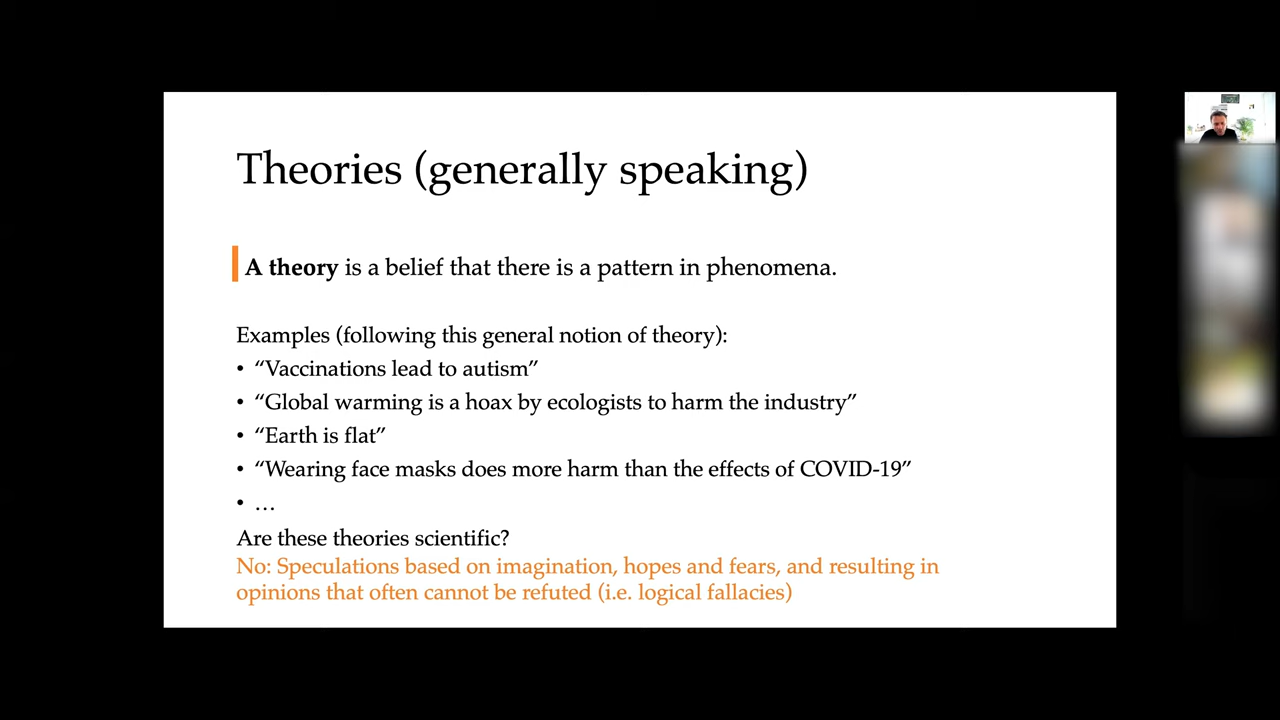 Theories (generally speaking)
A theory is a belief that there is a pattern in phenomena.
Examples (following this general notion of theory):
• “Vaccinations lead to autism”
• “Global warming is a hoax by ecologists to harm the industry”
• “Earth is flat”
• “Wearing face masks does more harm than the effects of COVID-19”
• …
Are these theories scientific?
No: Speculations based on imagination, hopes and fears, and resulting in
opinions that often cannot be refuted (i.e. logical fallacies)